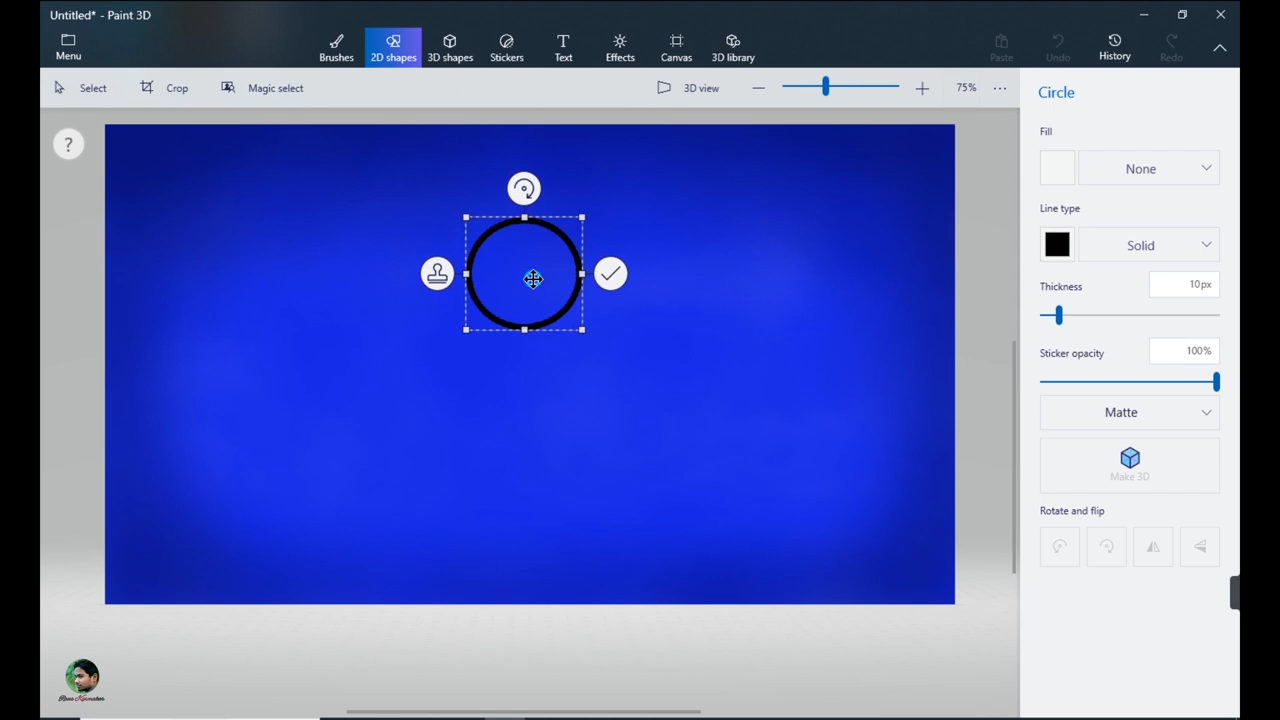 Untitled* - Paint 3D
Menu
Brushes
2D shapes
3D shapes
Stickers
Text
Effects
Canvas
3D library
Paste
Undo
History
Redo
Select
Crop
Magic select
3D view
75%
Circle
?
Fill
None
Line type
Solid
Thickness
10px
Sticker opacity
100%
Matte
Make 3D
Rotate and flip